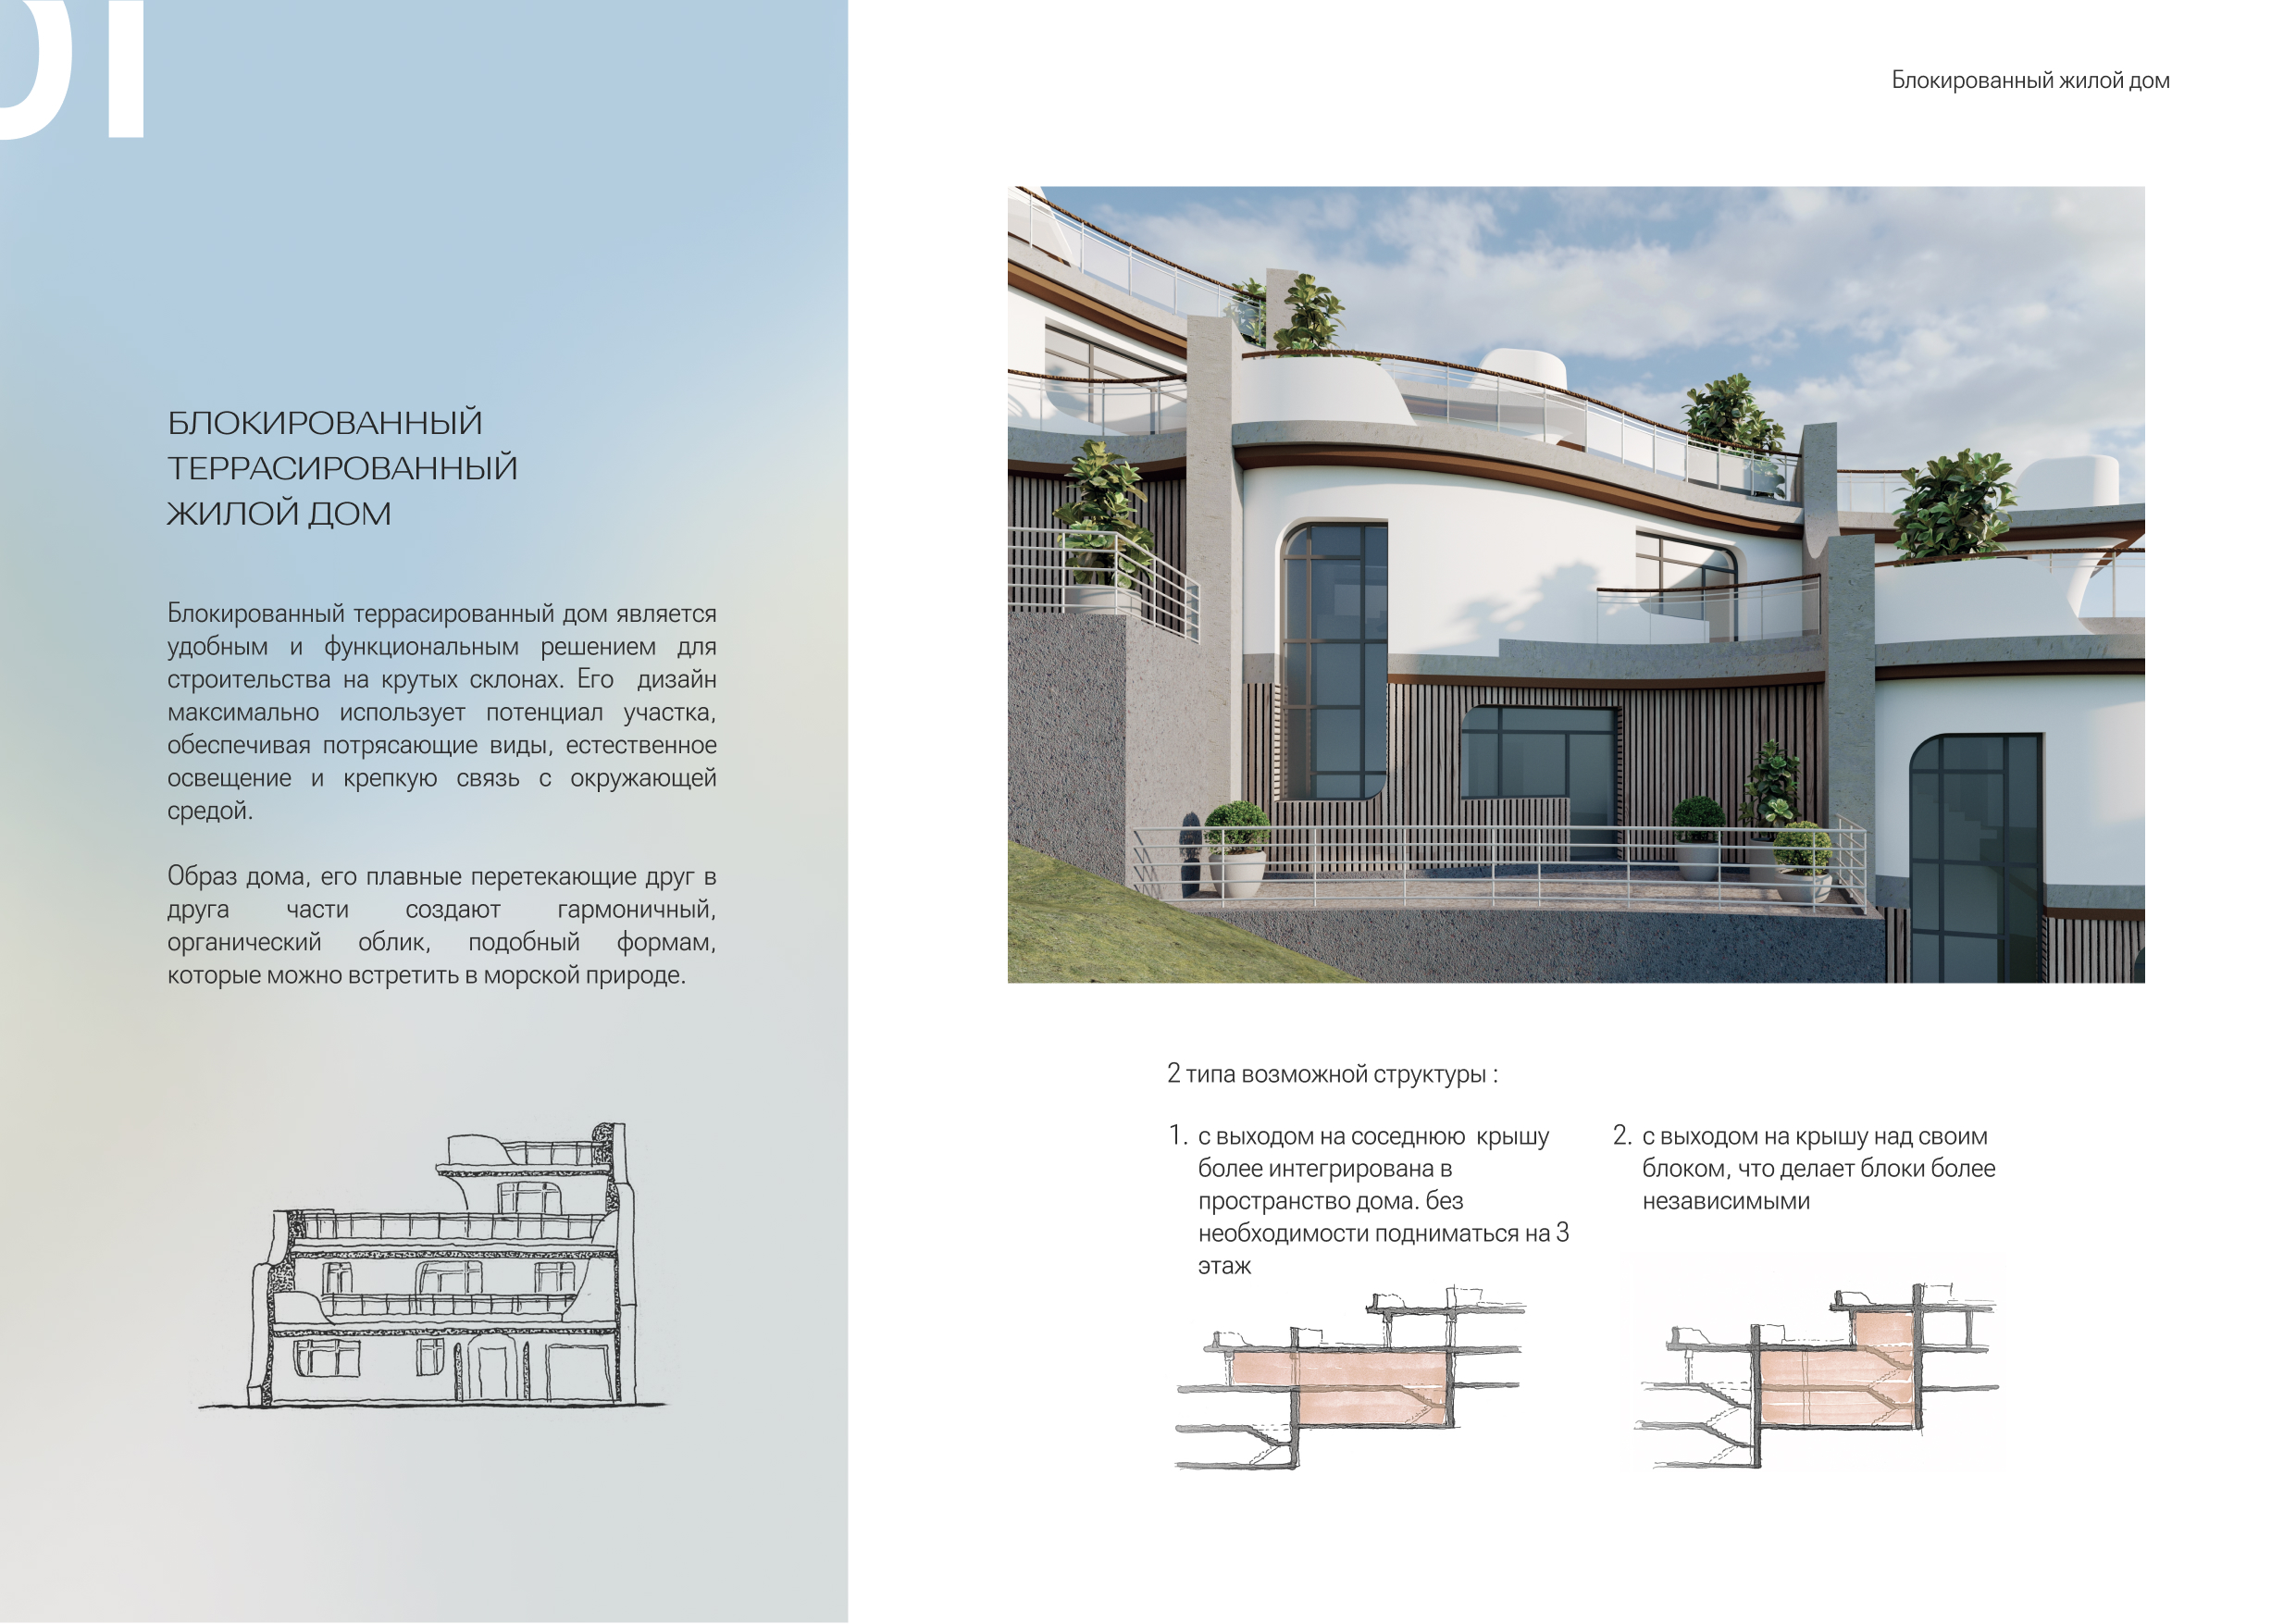 01
Блокированный жилой дом
БЛОКИРОВАННЫЙ
ТЕРРАСИРОВАННЫЙ
ЖИЛОЙ ДОМ
Блокированный террасированный дом является
удобным и функциональным решением для
строительства на крутых склонах. Его дизайн
максимально использует потенциал участка,
обеспечивая потрясающие виды, естественное
освещение и крепкую связь с окружающей
средой.
Образ дома, его плавные перетекающие друг в
друга части создают гармоничный,
органический облик, подобный формам,
которые можно встретить в морской природе.
2 типа возможной структуры :
1. с выходом на соседнюю крышу
более интегрирована в
пространство дома. без
необходимости подниматься на 3
этаж
2. с выходом на крышу над своим
блоком, что делает блоки более
независимыми